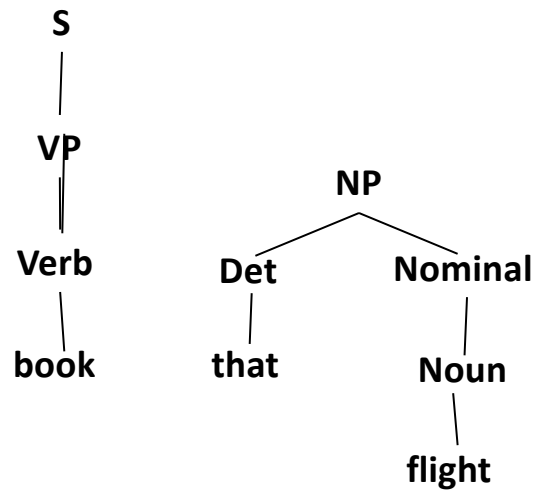 S
VP
NP
Verb
Det
Nominal
book
that
Noun
flight